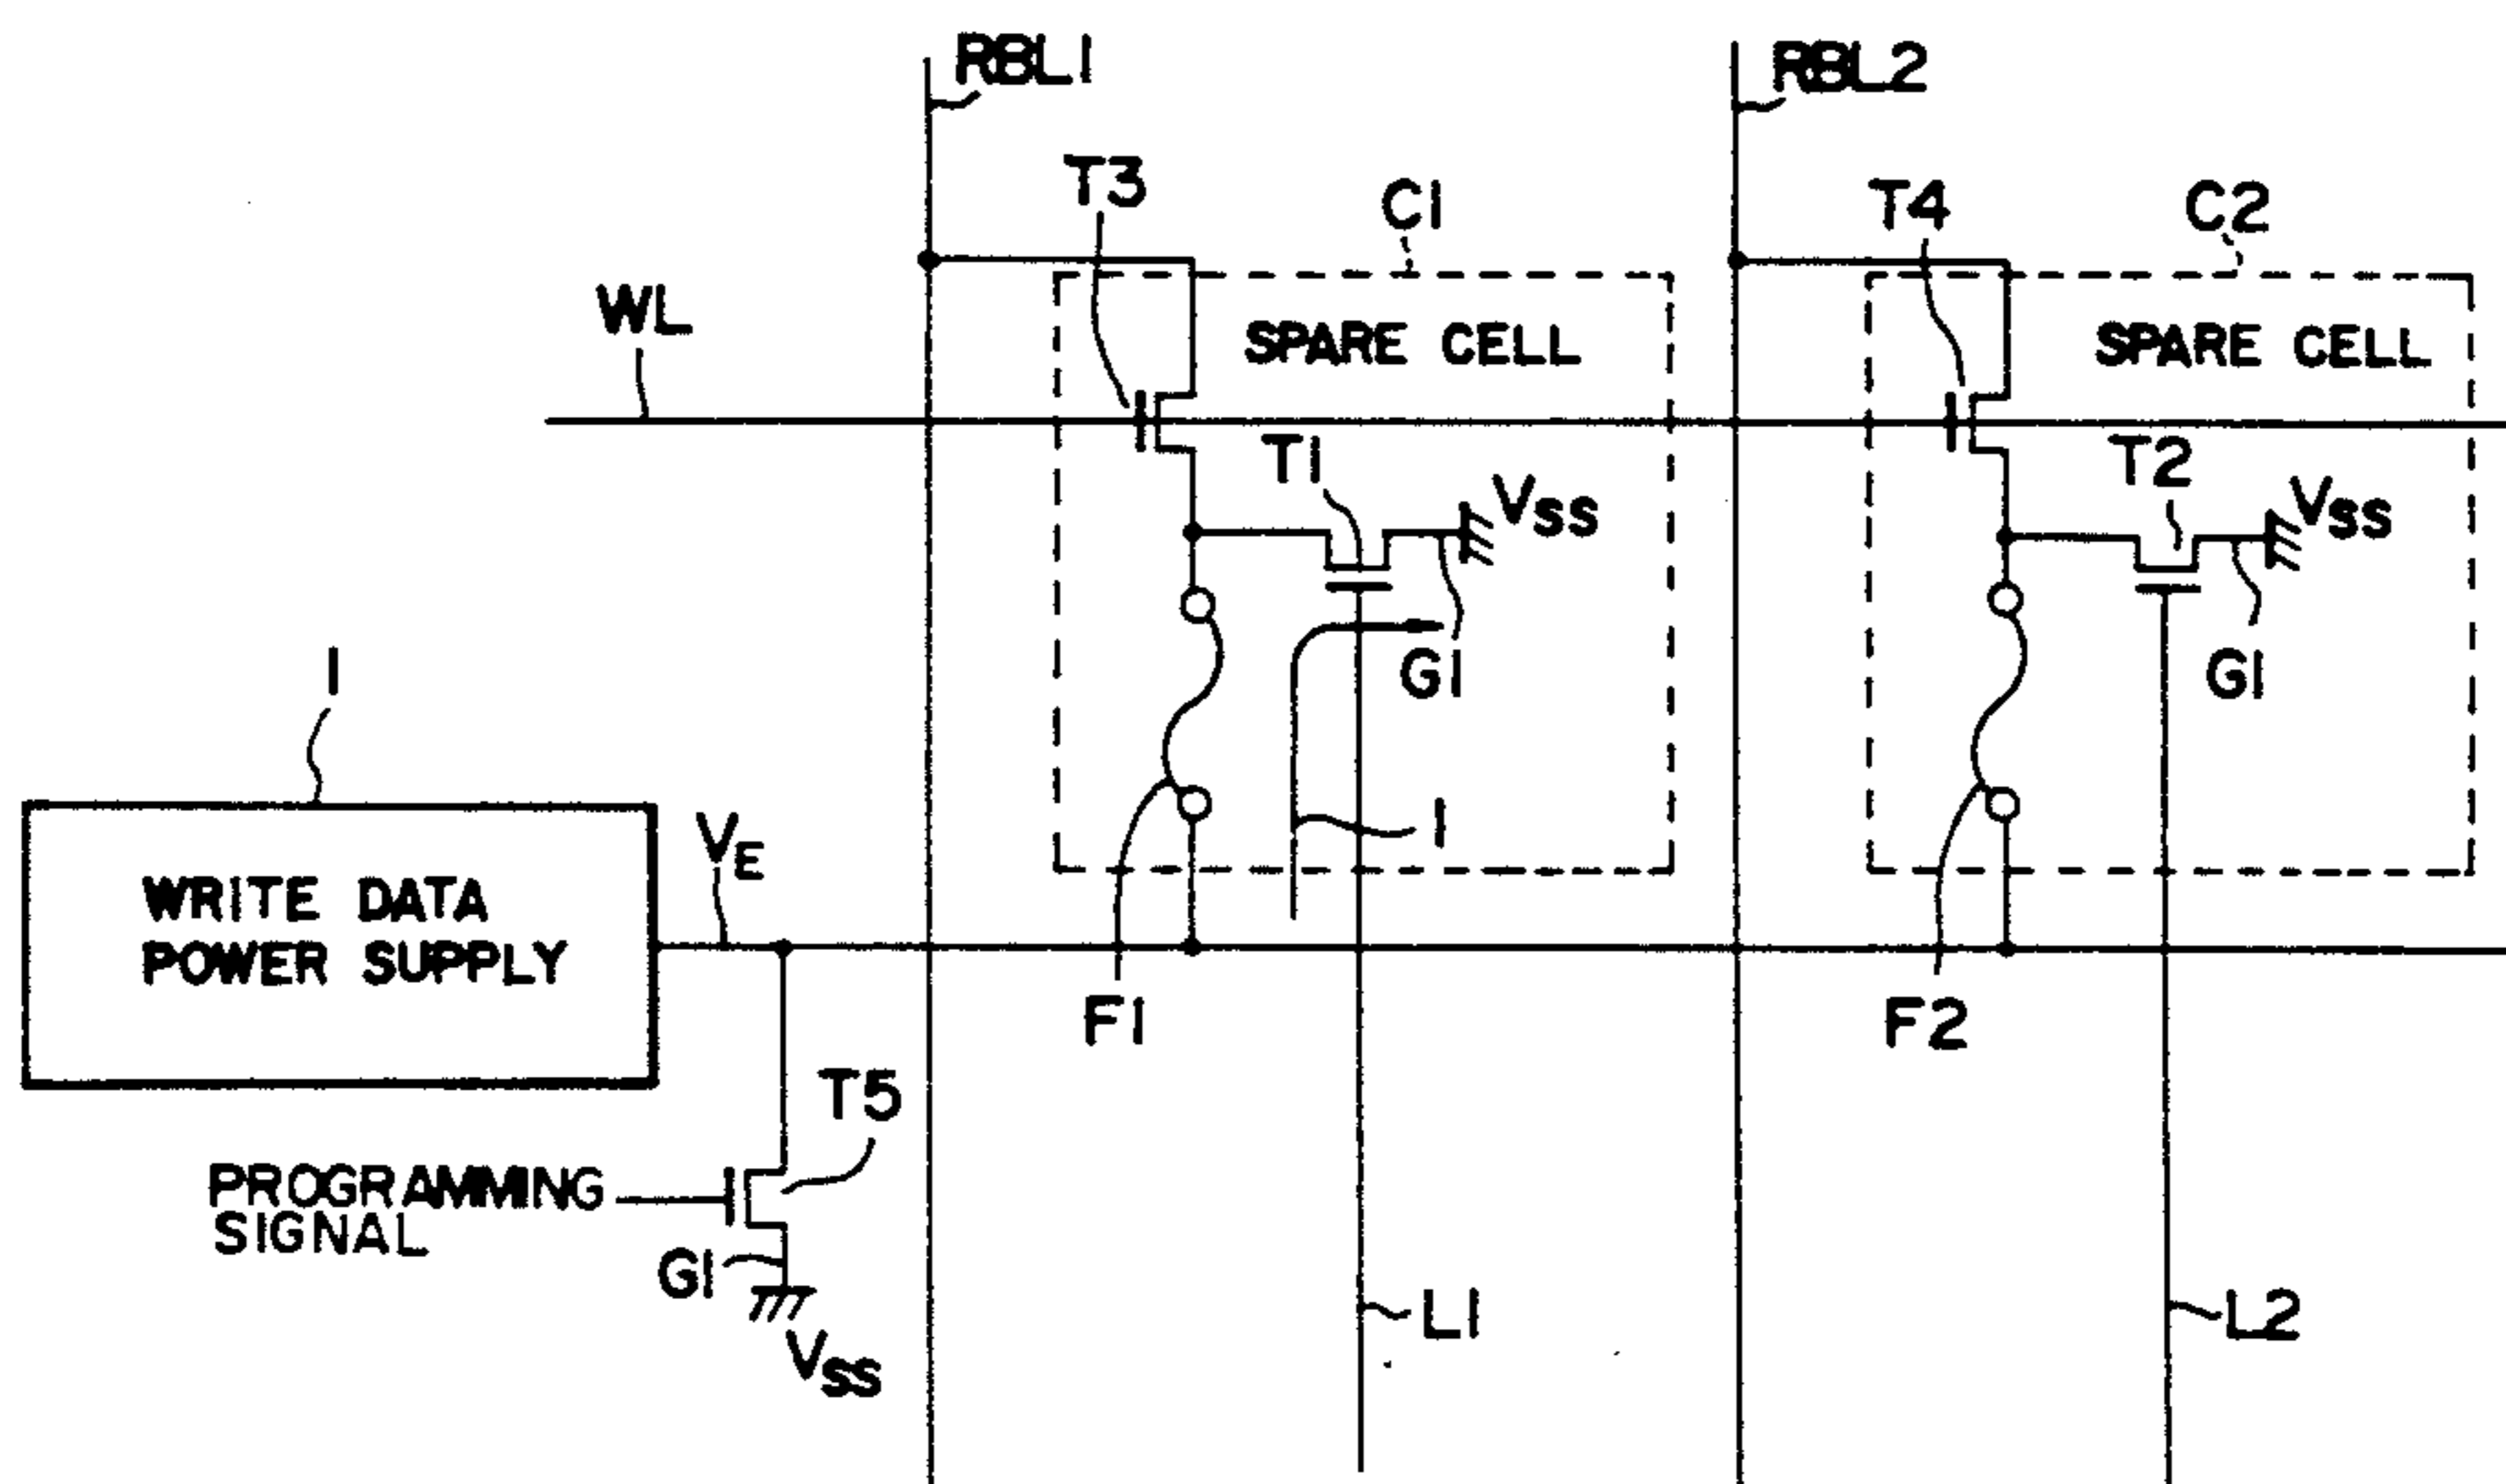 RBL1
RBL2
T3
C1
T4
C2
WL
SPARE CELL
SPARE CELL
T1
VSS
T2
VSS
G1
G1
1
I
VE
WRITE DATA
POWER SUPPLY
F1
F2
T5
PROGRAMMING
SIGNAL
G1
VSS
L1
L2